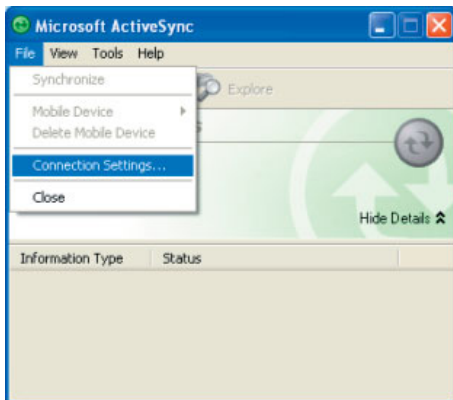 Microsoft ActiveSync
File View Tools Help
Synchronize
Explore
Mobile Device
Delete Mobile Device
Connection Settings...
Close
Hide Details
Information Type Status